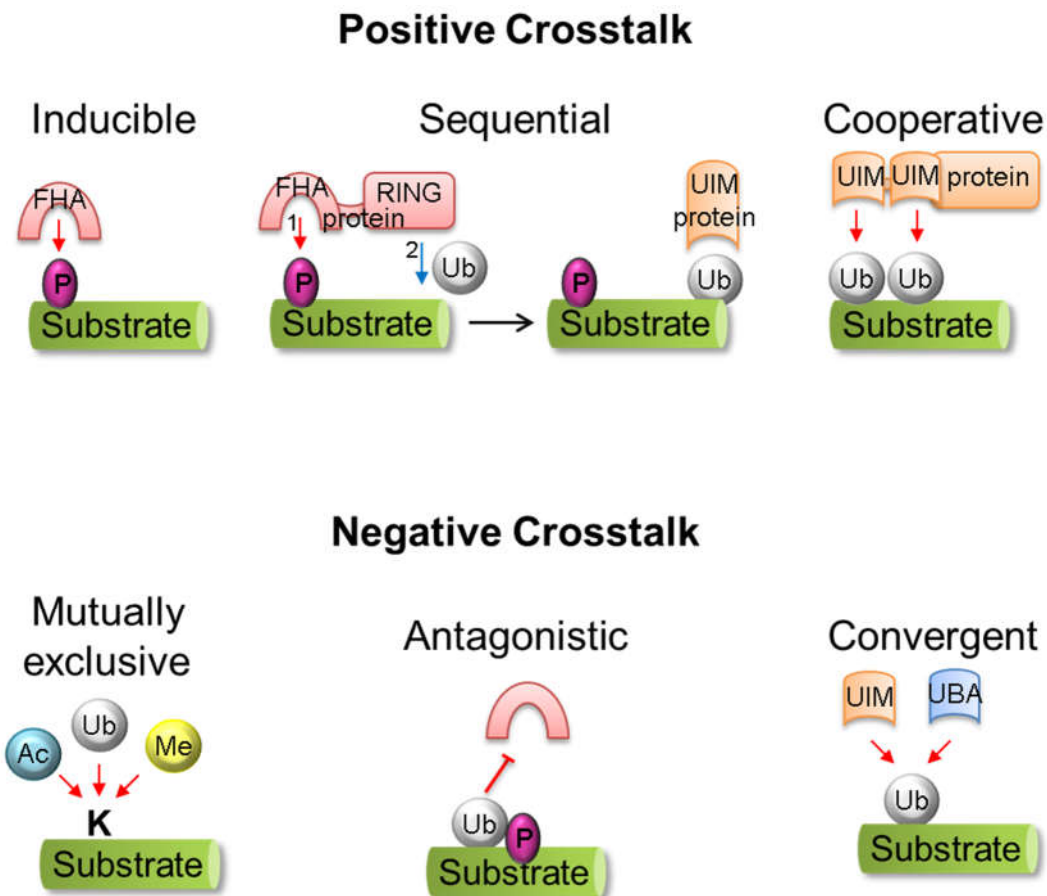 Positive Crosstalk
Inducible
FHA
P
Substrate
Sequential
FHA
RING
protein
1
2
Ub
P
Substrate
UIM
protein
P
Ub
Substrate
Cooperative
UIM UIM protein
Ub Ub
Substrate
Negative Crosstalk
Mutually
exclusive
Ub
Ac
Me
K
Substrate
Antagonistic
Ub
P
Substrate
Convergent
UIM
UBA
Ub
Substrate